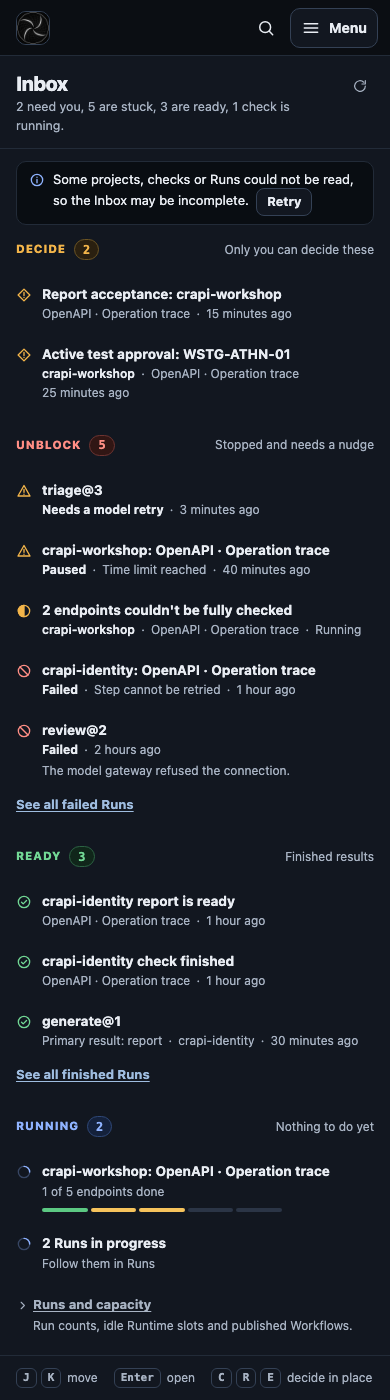 Menu
Inbox
2 need you, 5 are stuck, 3 are ready, 1 check is
running.
Some projects, checks or Runs could not be read,
so the Inbox may be incomplete. Retry
DECIDE 2 Only you can decide these
Report acceptance: crapi-workshop
OpenAPI · Operation trace · 15 minutes ago
Active test approval: WSTG-ATHN-01
crapi-workshop · OpenAPI · Operation trace
25 minutes ago
UNBLOCK 5 Stopped and needs a nudge
triage@3
Needs a model retry · 3 minutes ago
crapi-workshop: OpenAPI · Operation trace
Paused · Time limit reached · 40 minutes ago
2 endpoints couldn't be fully checked
crapi-workshop · OpenAPI · Operation trace · Running
crapi-identity: OpenAPI · Operation trace
Failed · Step cannot be retried · 1 hour ago
review@2
Failed · 2 hours ago
The model gateway refused the connection.
See all failed Runs
READY 3 Finished results
crapi-identity report is ready
OpenAPI · Operation trace · 1 hour ago
crapi-identity check finished
OpenAPI · Operation trace · 1 hour ago
generate@1
Primary result: report · crapi-identity · 30 minutes ago
See all finished Runs
RUNNING 2 Nothing to do yet
crapi-workshop: OpenAPI · Operation trace
1 of 5 endpoints done
2 Runs in progress
Follow them in Runs
Runs and capacity
Run counts, idle Runtime slots and published Workflows.
J K move Enter open C R E decide in place